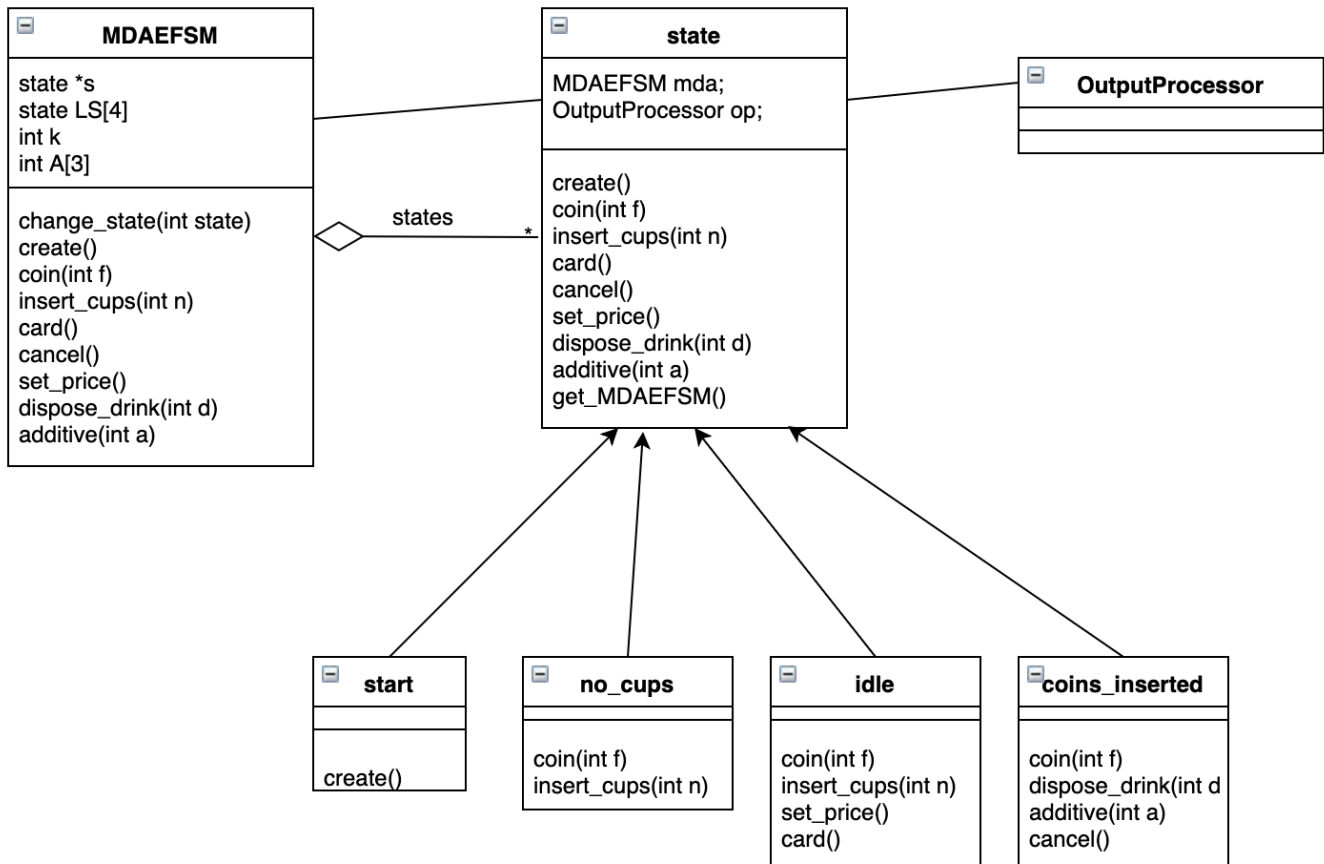 MDAEFSM
state *s
state LS[4]
int k
int A[3]
change_state(int state)
create()
coin(int f)
insert_cups(int n)
card()
cancel()
set_price()
dispose_drink(int d)
additive(int a)
states
*
state
MDAEFSM mda;
OutputProcessor op;
create()
coin(int f)
insert_cups(int n)
card()
cancel()
set_price()
dispose_drink(int d)
additive(int a)
get_MDAEFSM()
OutputProcessor
start
create()
no_cups
coin(int f)
insert_cups(int n)
idle
coin(int f)
insert_cups(int n)
set_price()
card()
coins_inserted
coin(int f)
dispose_drink(int d
additive(int a)
cancel()